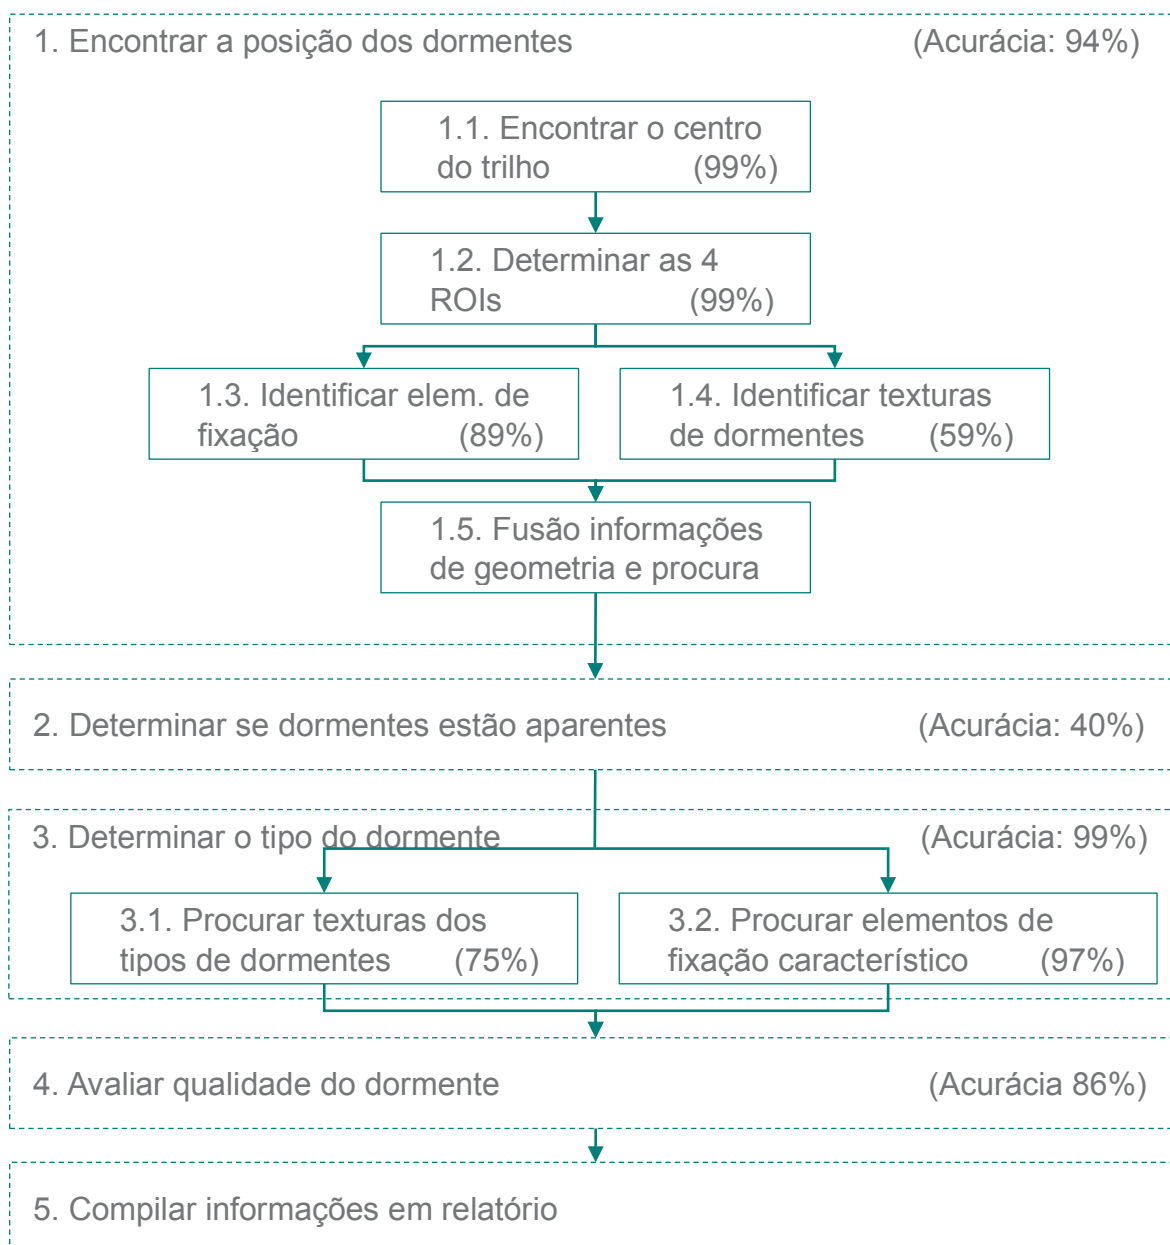 1. Encontrar a posição dos dormentes (Acurácia: 94%)
1.1. Encontrar o centro
do trilho (99%)
1.2. Determinar as 4
ROIs (99%)
1.3. Identificar elem. de
fixação (89%)
1.4. Identificar texturas
de dormentes (59%)
1.5. Fusão informações
de geometria e procura
2. Determinar se dormentes estão aparentes (Acurácia: 40%)
3. Determinar o tipo do dormente (Acurácia: 99%)
3.1. Procurar texturas dos
tipos de dormentes (75%)
3.2. Procurar elementos de
fixação característico (97%)
4. Avaliar qualidade do dormente (Acurácia 86%)
5. Compilar informações em relatório